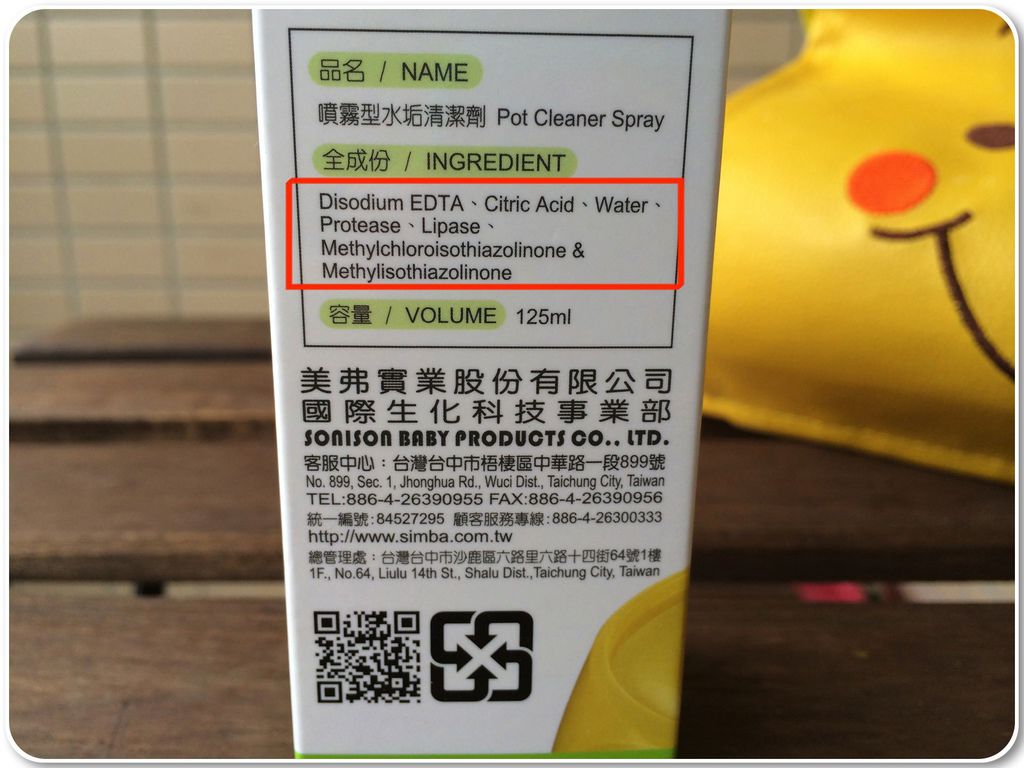 品名 / NAME
噴霧型水垢清潔劑 Pot Cleaner Spray
全成份 / INGREDIENT
Disodium EDTA、Citric Acid、Water、
Protease、Lipase、
Methylchloroisothiazolinone &
Methylisothiazolinone
容量 / VOLUME 125ml
美弗實業股份有限公司
國際生化科技事業部
SONISON BABY PRODUCTS CO., LTD.
客服中心：台灣台中市梧棲區中華路一段899號
No. 899, Sec. 1, Jhonghua Rd., Wuci Dist., Taichung City, Taiwan
TEL:886-4-26390955 FAX:886-4-26390956
統一編號:84527295 顧客服務專線:886-4-26300333
http://www.simba.com.tw
總管理處：台灣台中市沙鹿區六路里六路十四街64號1樓
1F., No.64, Liulu 14th St., Shalu Dist.,Taichung City, Taiwan